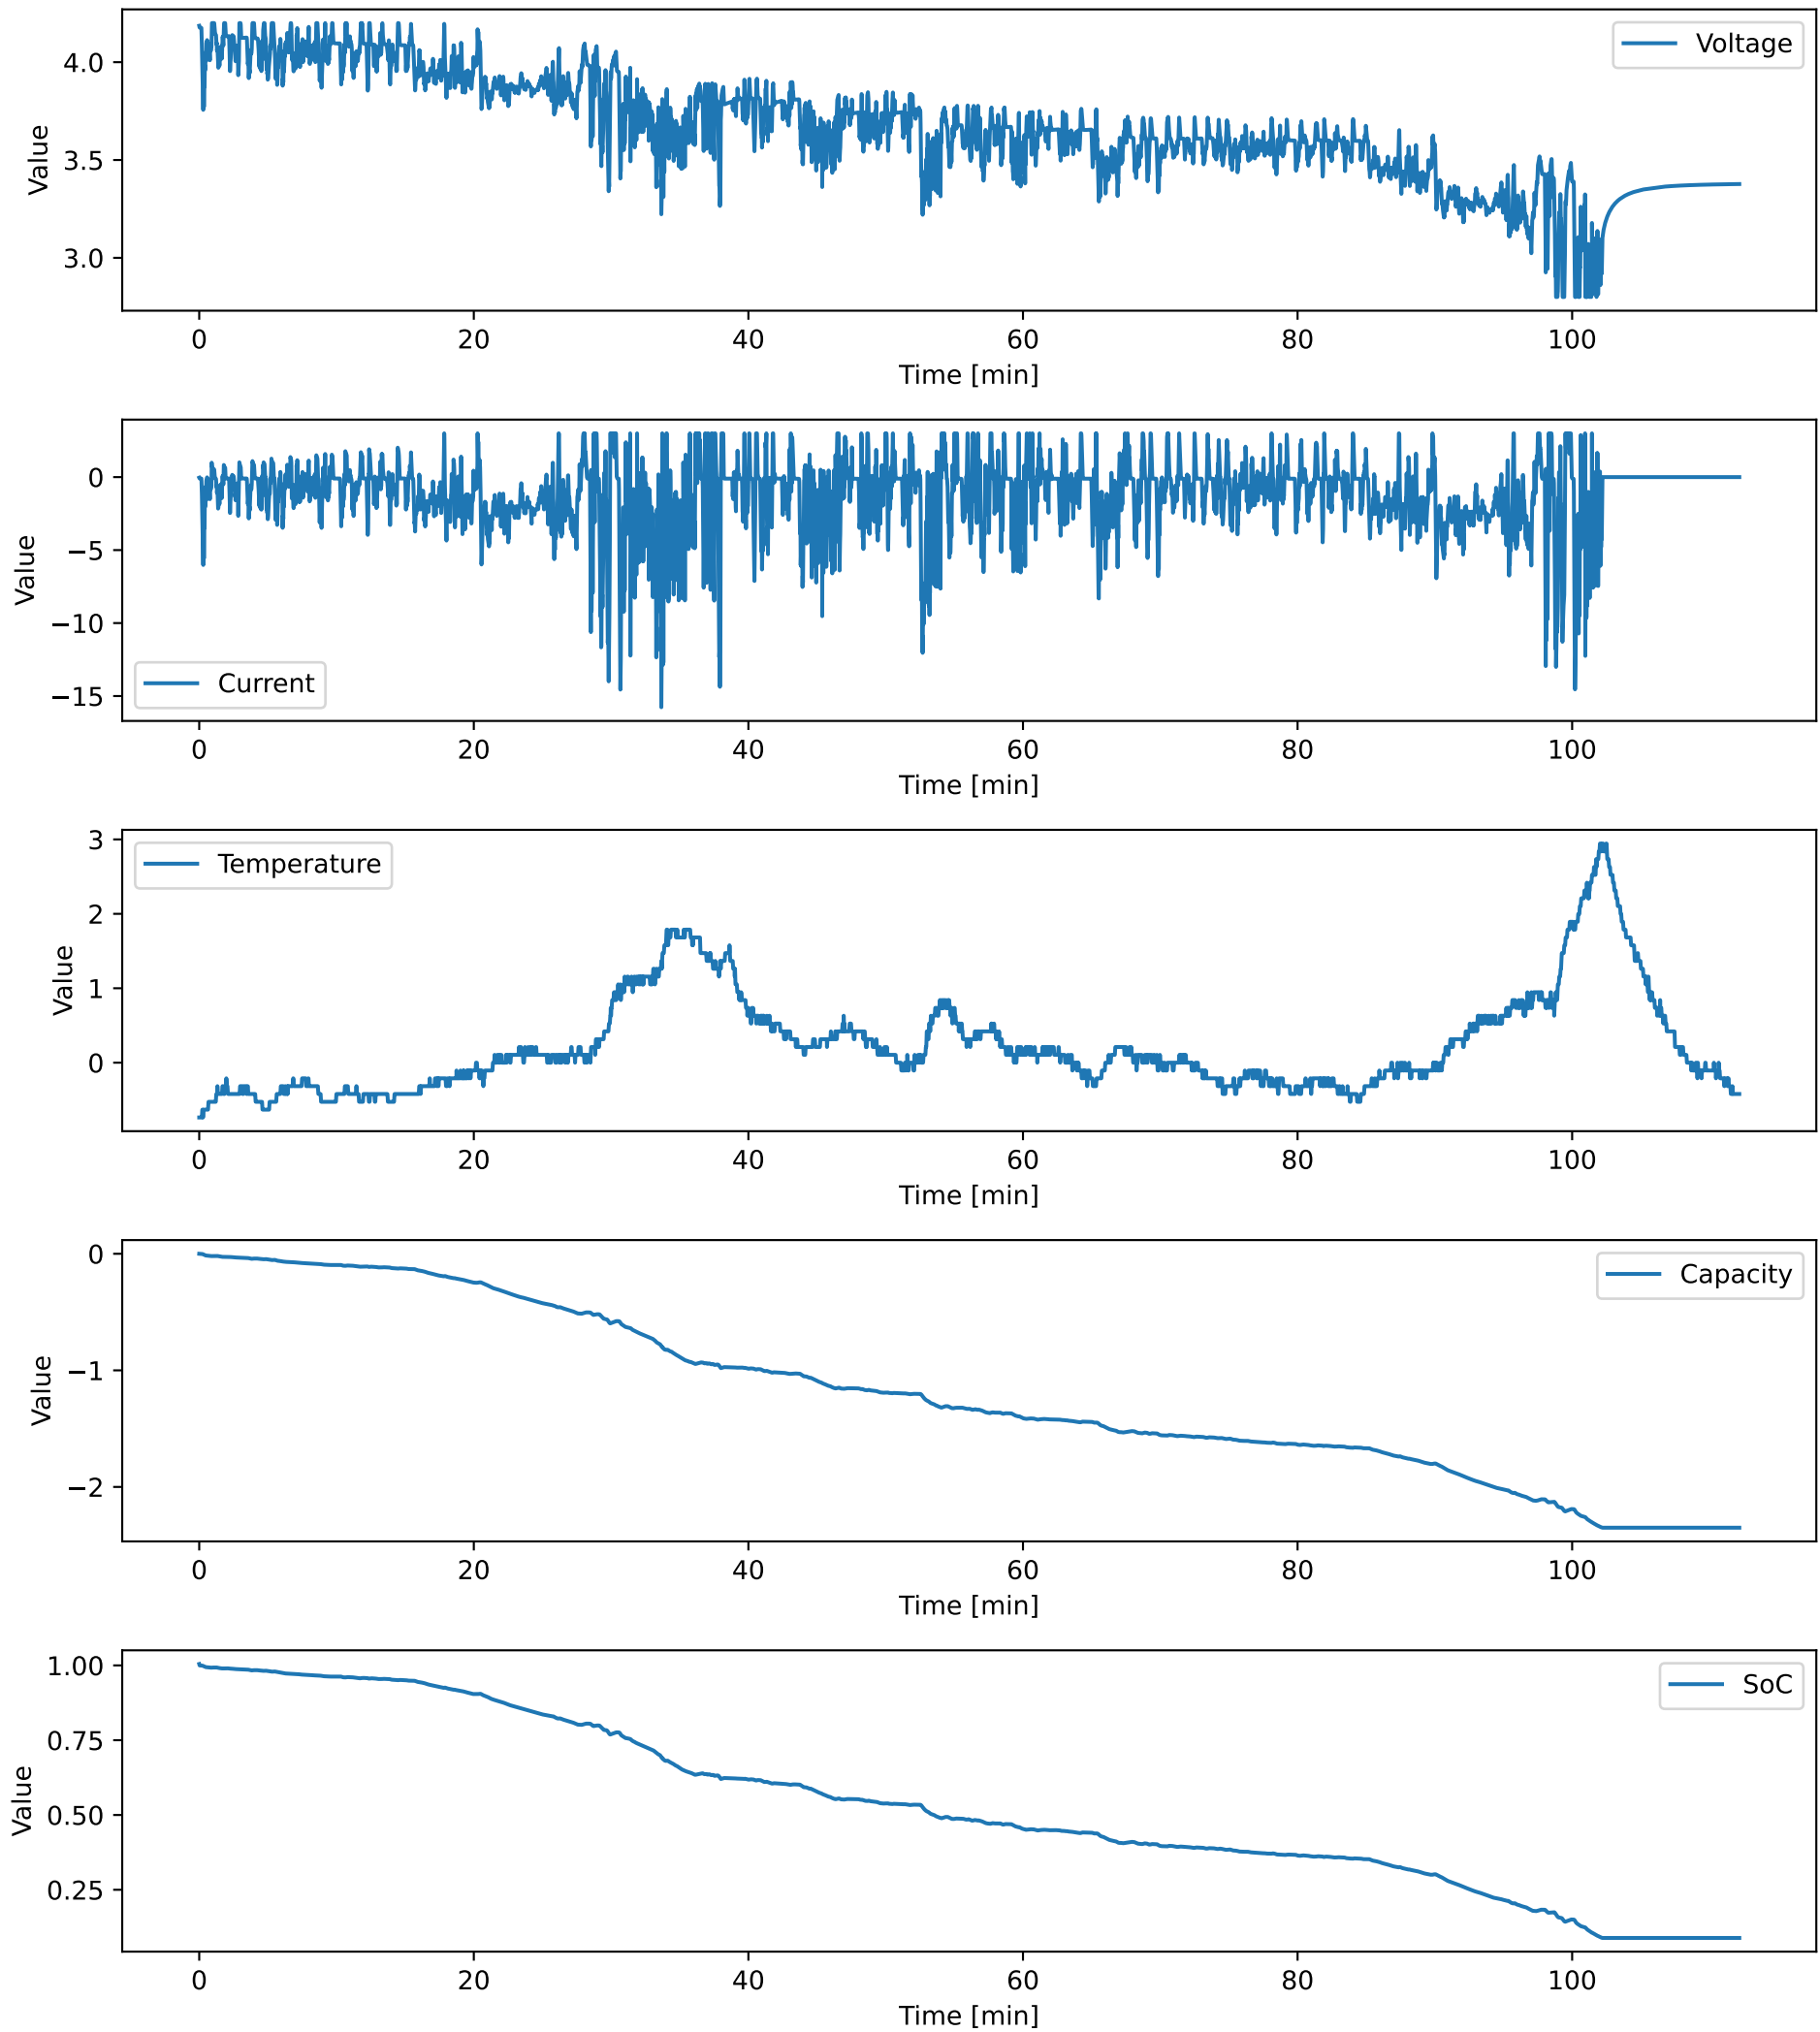 Value
4.0
3.5
3.0
Voltage
0 20 40 60 80 100
Time [min]
Value
0
−5
−10
−15
Current
0 20 40 60 80 100
Time [min]
Value
3
2
1
0
Temperature
0 20 40 60 80 100
Time [min]
Value
0
−1
−2
Capacity
0 20 40 60 80 100
Time [min]
Value
1.00
0.75
0.50
0.25
SoC
0 20 40 60 80 100
Time [min]